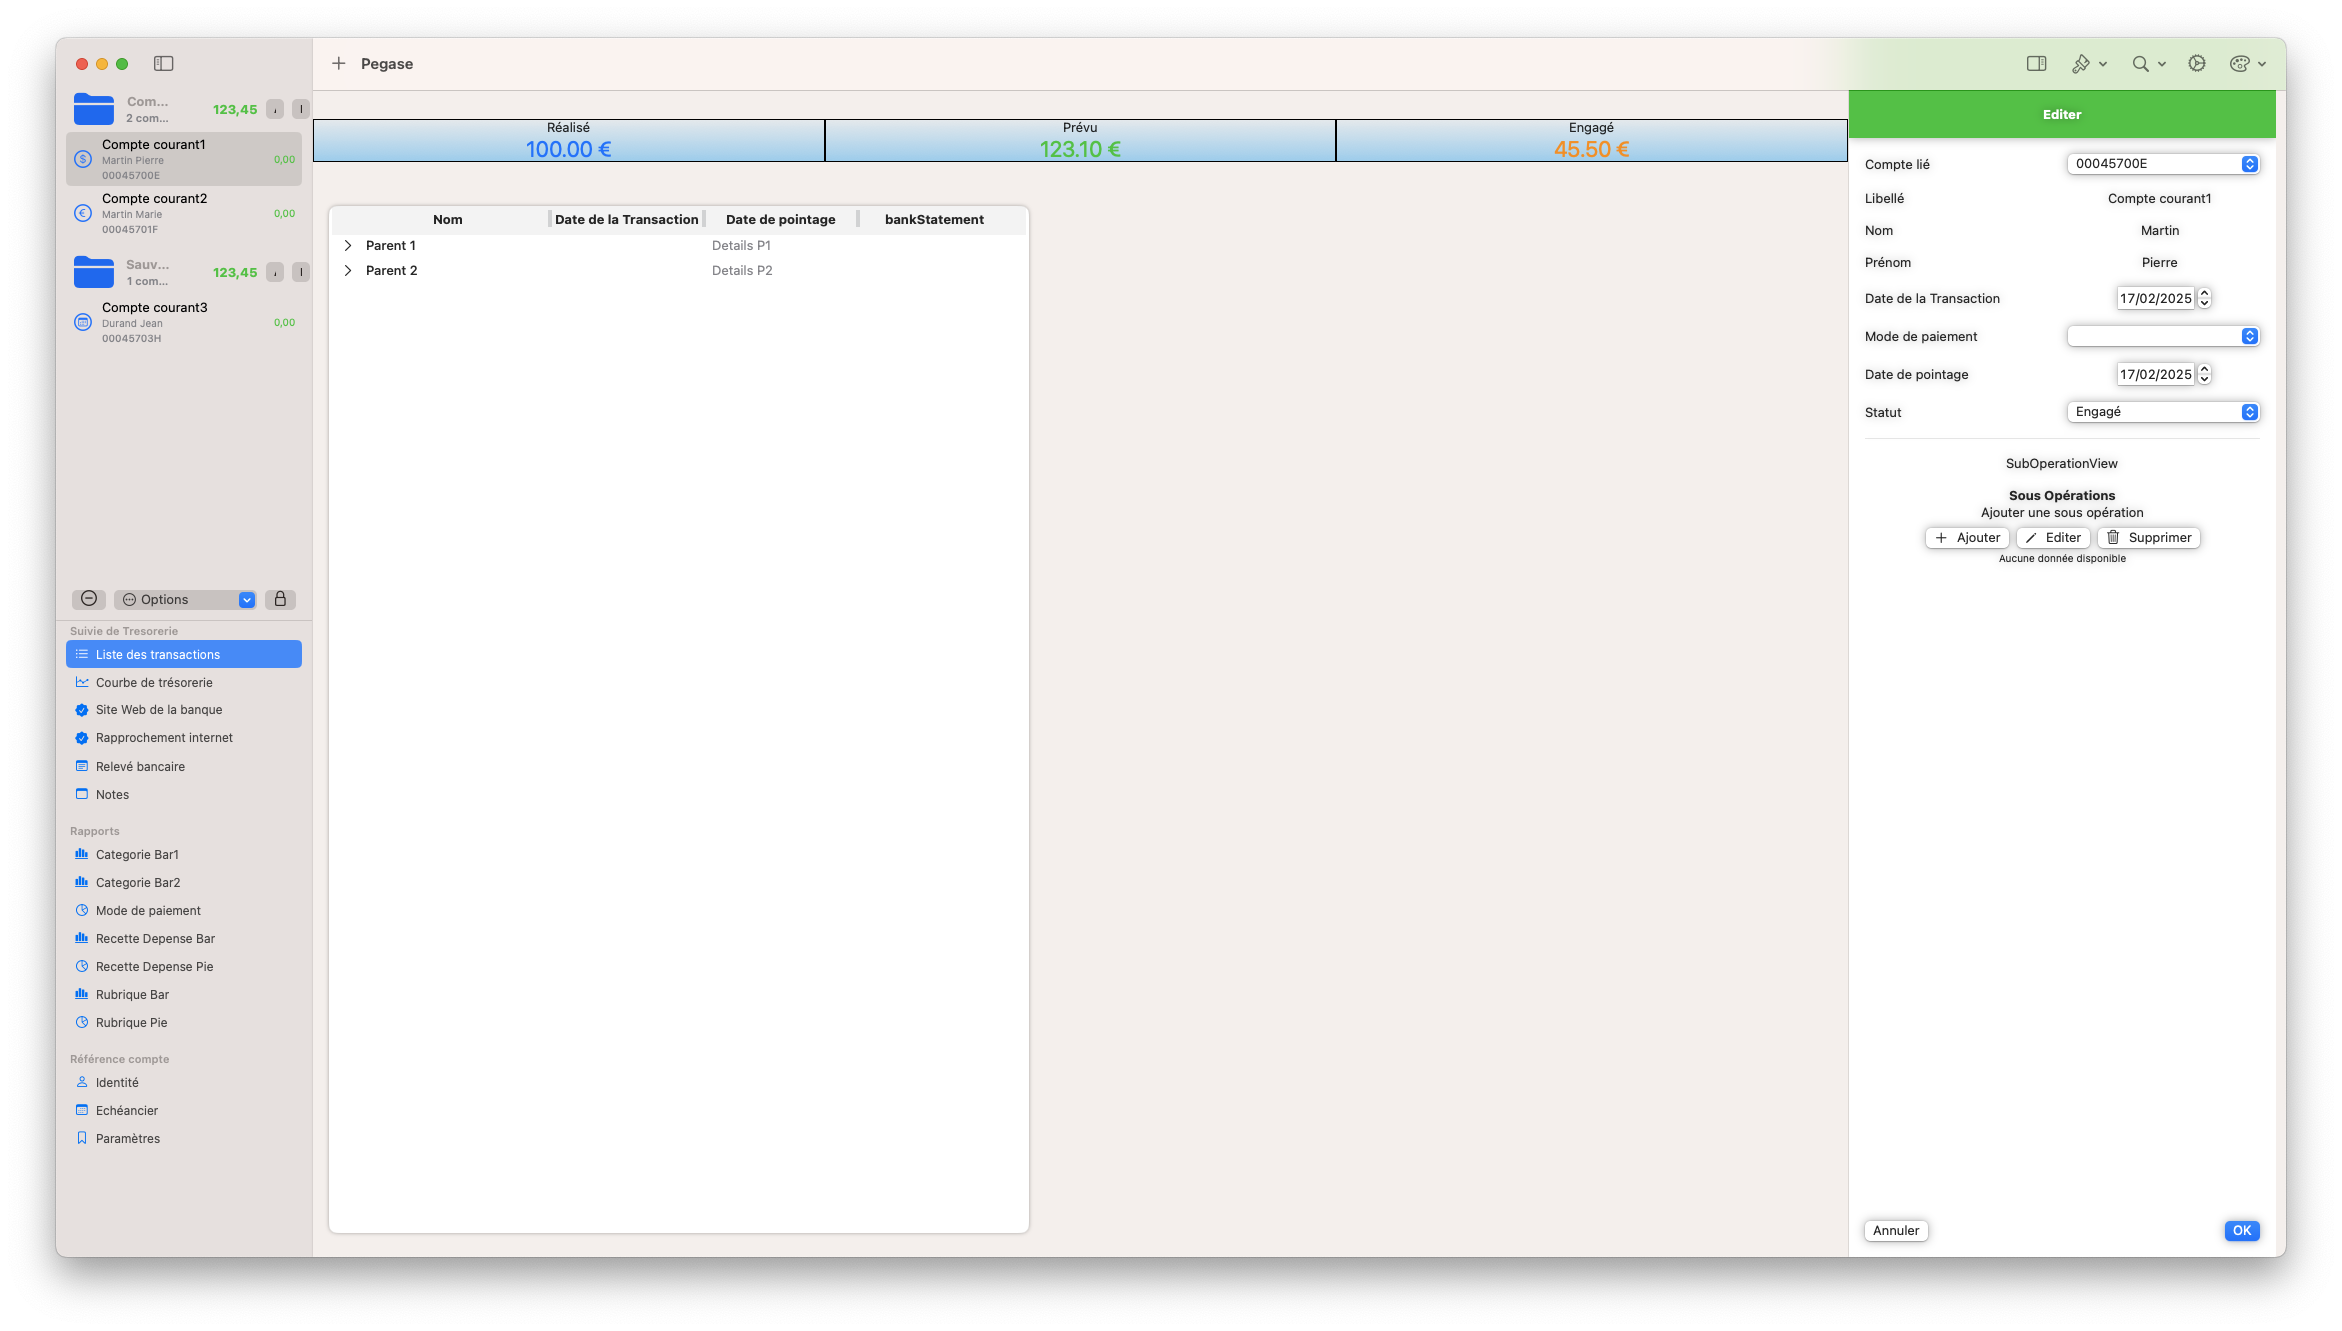 Pegase
Com...
2 com...
123,45
Compte courant1
Martin Pierre
00045700E
0,00
Compte courant2
Martin Marie
00045701F
0,00
Sauv...
1 com...
123,45
Compte courant3
Durand Jean
00045703H
0,00
Options
Suivie de Tresorerie
Liste des transactions
Courbe de trésorerie
Site Web de la banque
Rapprochement internet
Relevé bancaire
Notes
Rapports
Categorie Bar1
Categorie Bar2
Mode de paiement
Recette Depense Bar
Recette Depense Pie
Rubrique Bar
Rubrique Pie
Référence compte
Identité
Echéancier
Paramètres
Réalisé
100.00 €
Prévu
123.10 €
Engagé
45.50 €
Nom Date de la Transaction Date de pointage bankStatement
Parent 1 Details P1
Parent 2 Details P2
Editer
Compte lié 00045700E
Libellé Compte courant1
Nom Martin
Prénom Pierre
Date de la Transaction 17/02/2025
Mode de paiement
Date de pointage 17/02/2025
Statut Engagé
SubOperationView
Sous Opérations
Ajouter une sous opération
Ajouter Editer Supprimer
Aucune donnée disponible
Annuler OK